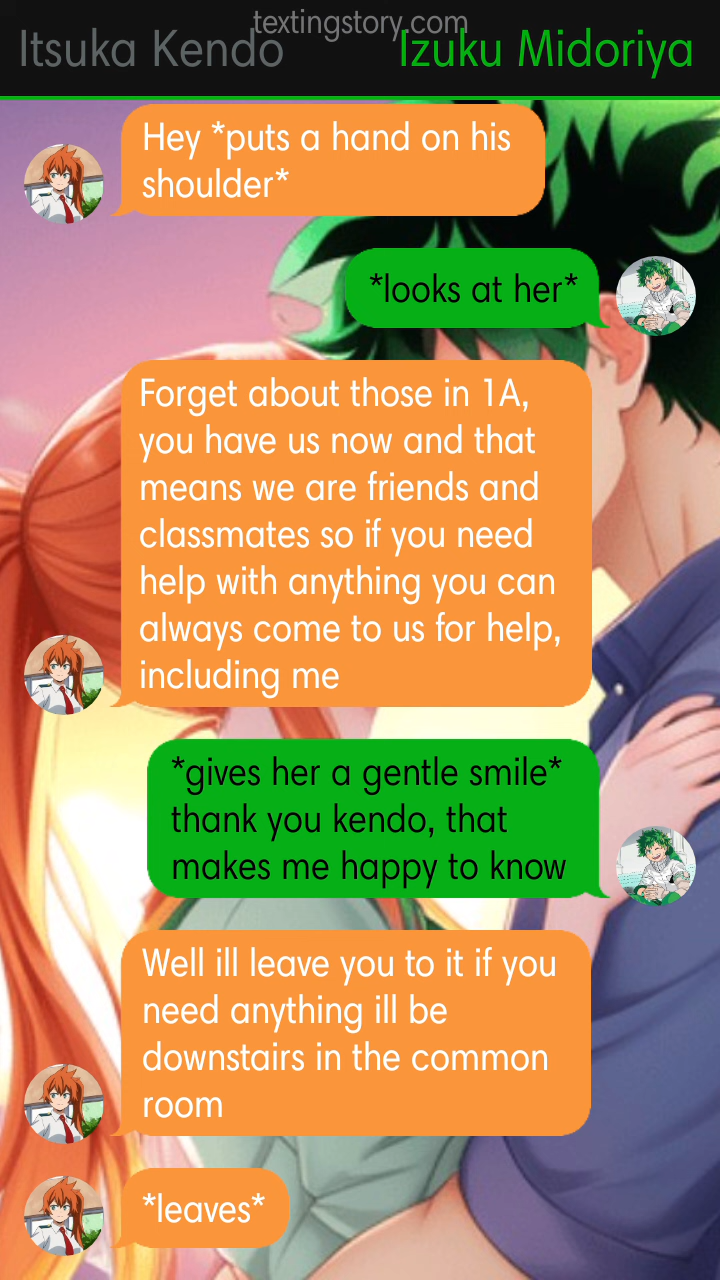 textingstory.com
Itsuka Kendo
Izuku Midoriya
Hey *puts a hand on his
shoulder*
*looks at her*
Forget about those in 1A,
you have us now and that
means we are friends and
classmates so if you need
help with anything you can
always come to us for help,
including me
*gives her a gentle smile*
thank you kendo, that
makes me happy to know
Well ill leave you to it if you
need anything ill be
downstairs in the common
room
*leaves*